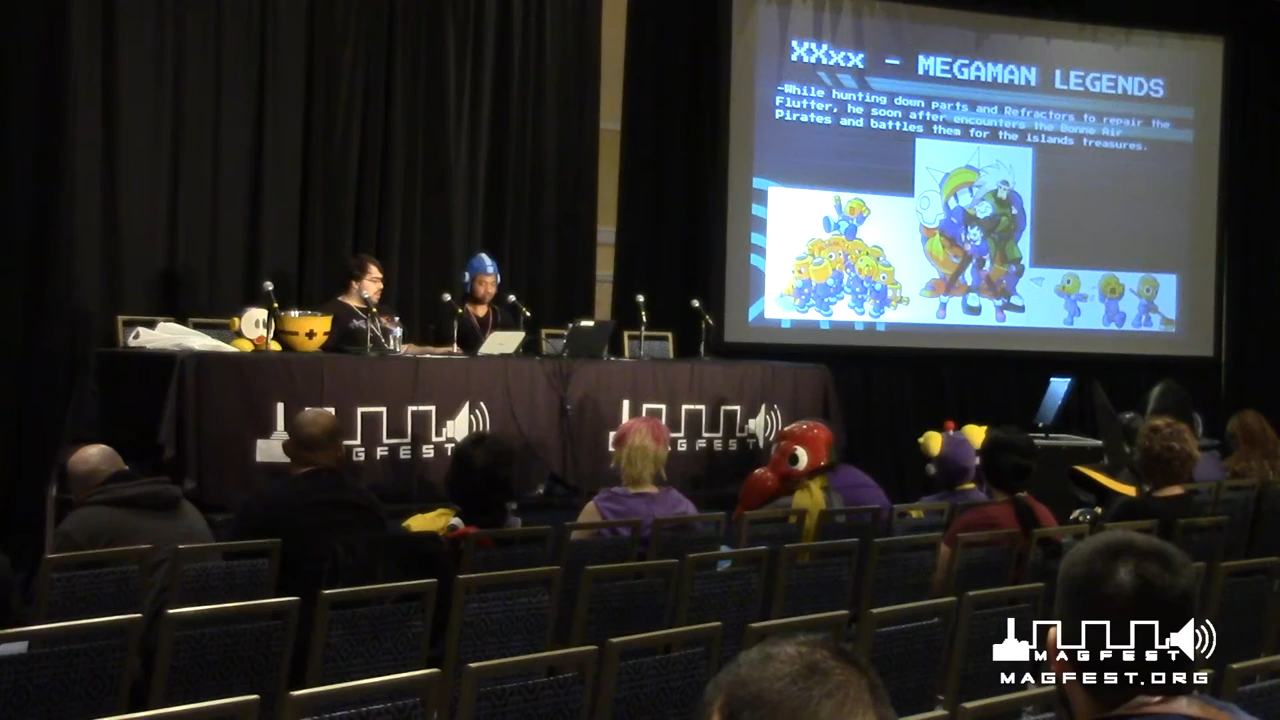 XXxx - MEGAMAN LEGENDS
-While hunting down parts and Refractors to repair the
Flutter, he soon after encounters the Bonne Air
Pirates and battles them for the islands treasures.
GFEST
MAGFEST
MAGFEST
MAGFEST.ORG